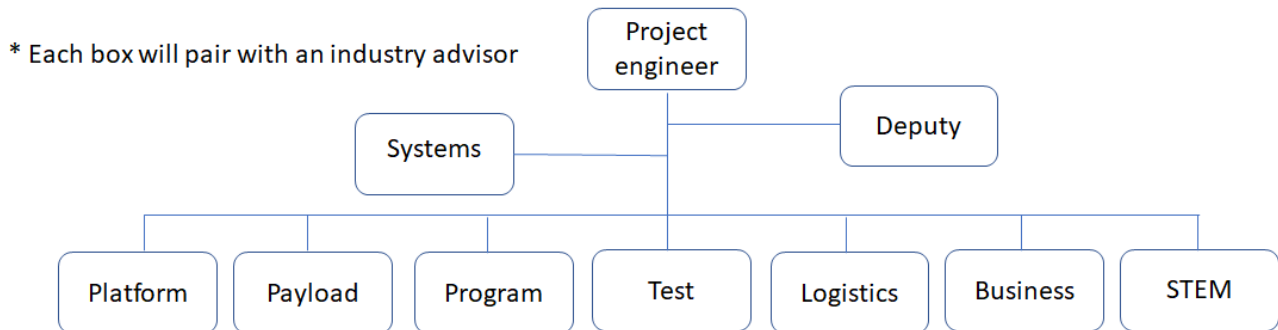 * Each box will pair with an industry advisor
Project
engineer
Deputy
Systems
Platform
Payload
Program
Test
Logistics
Business
STEM